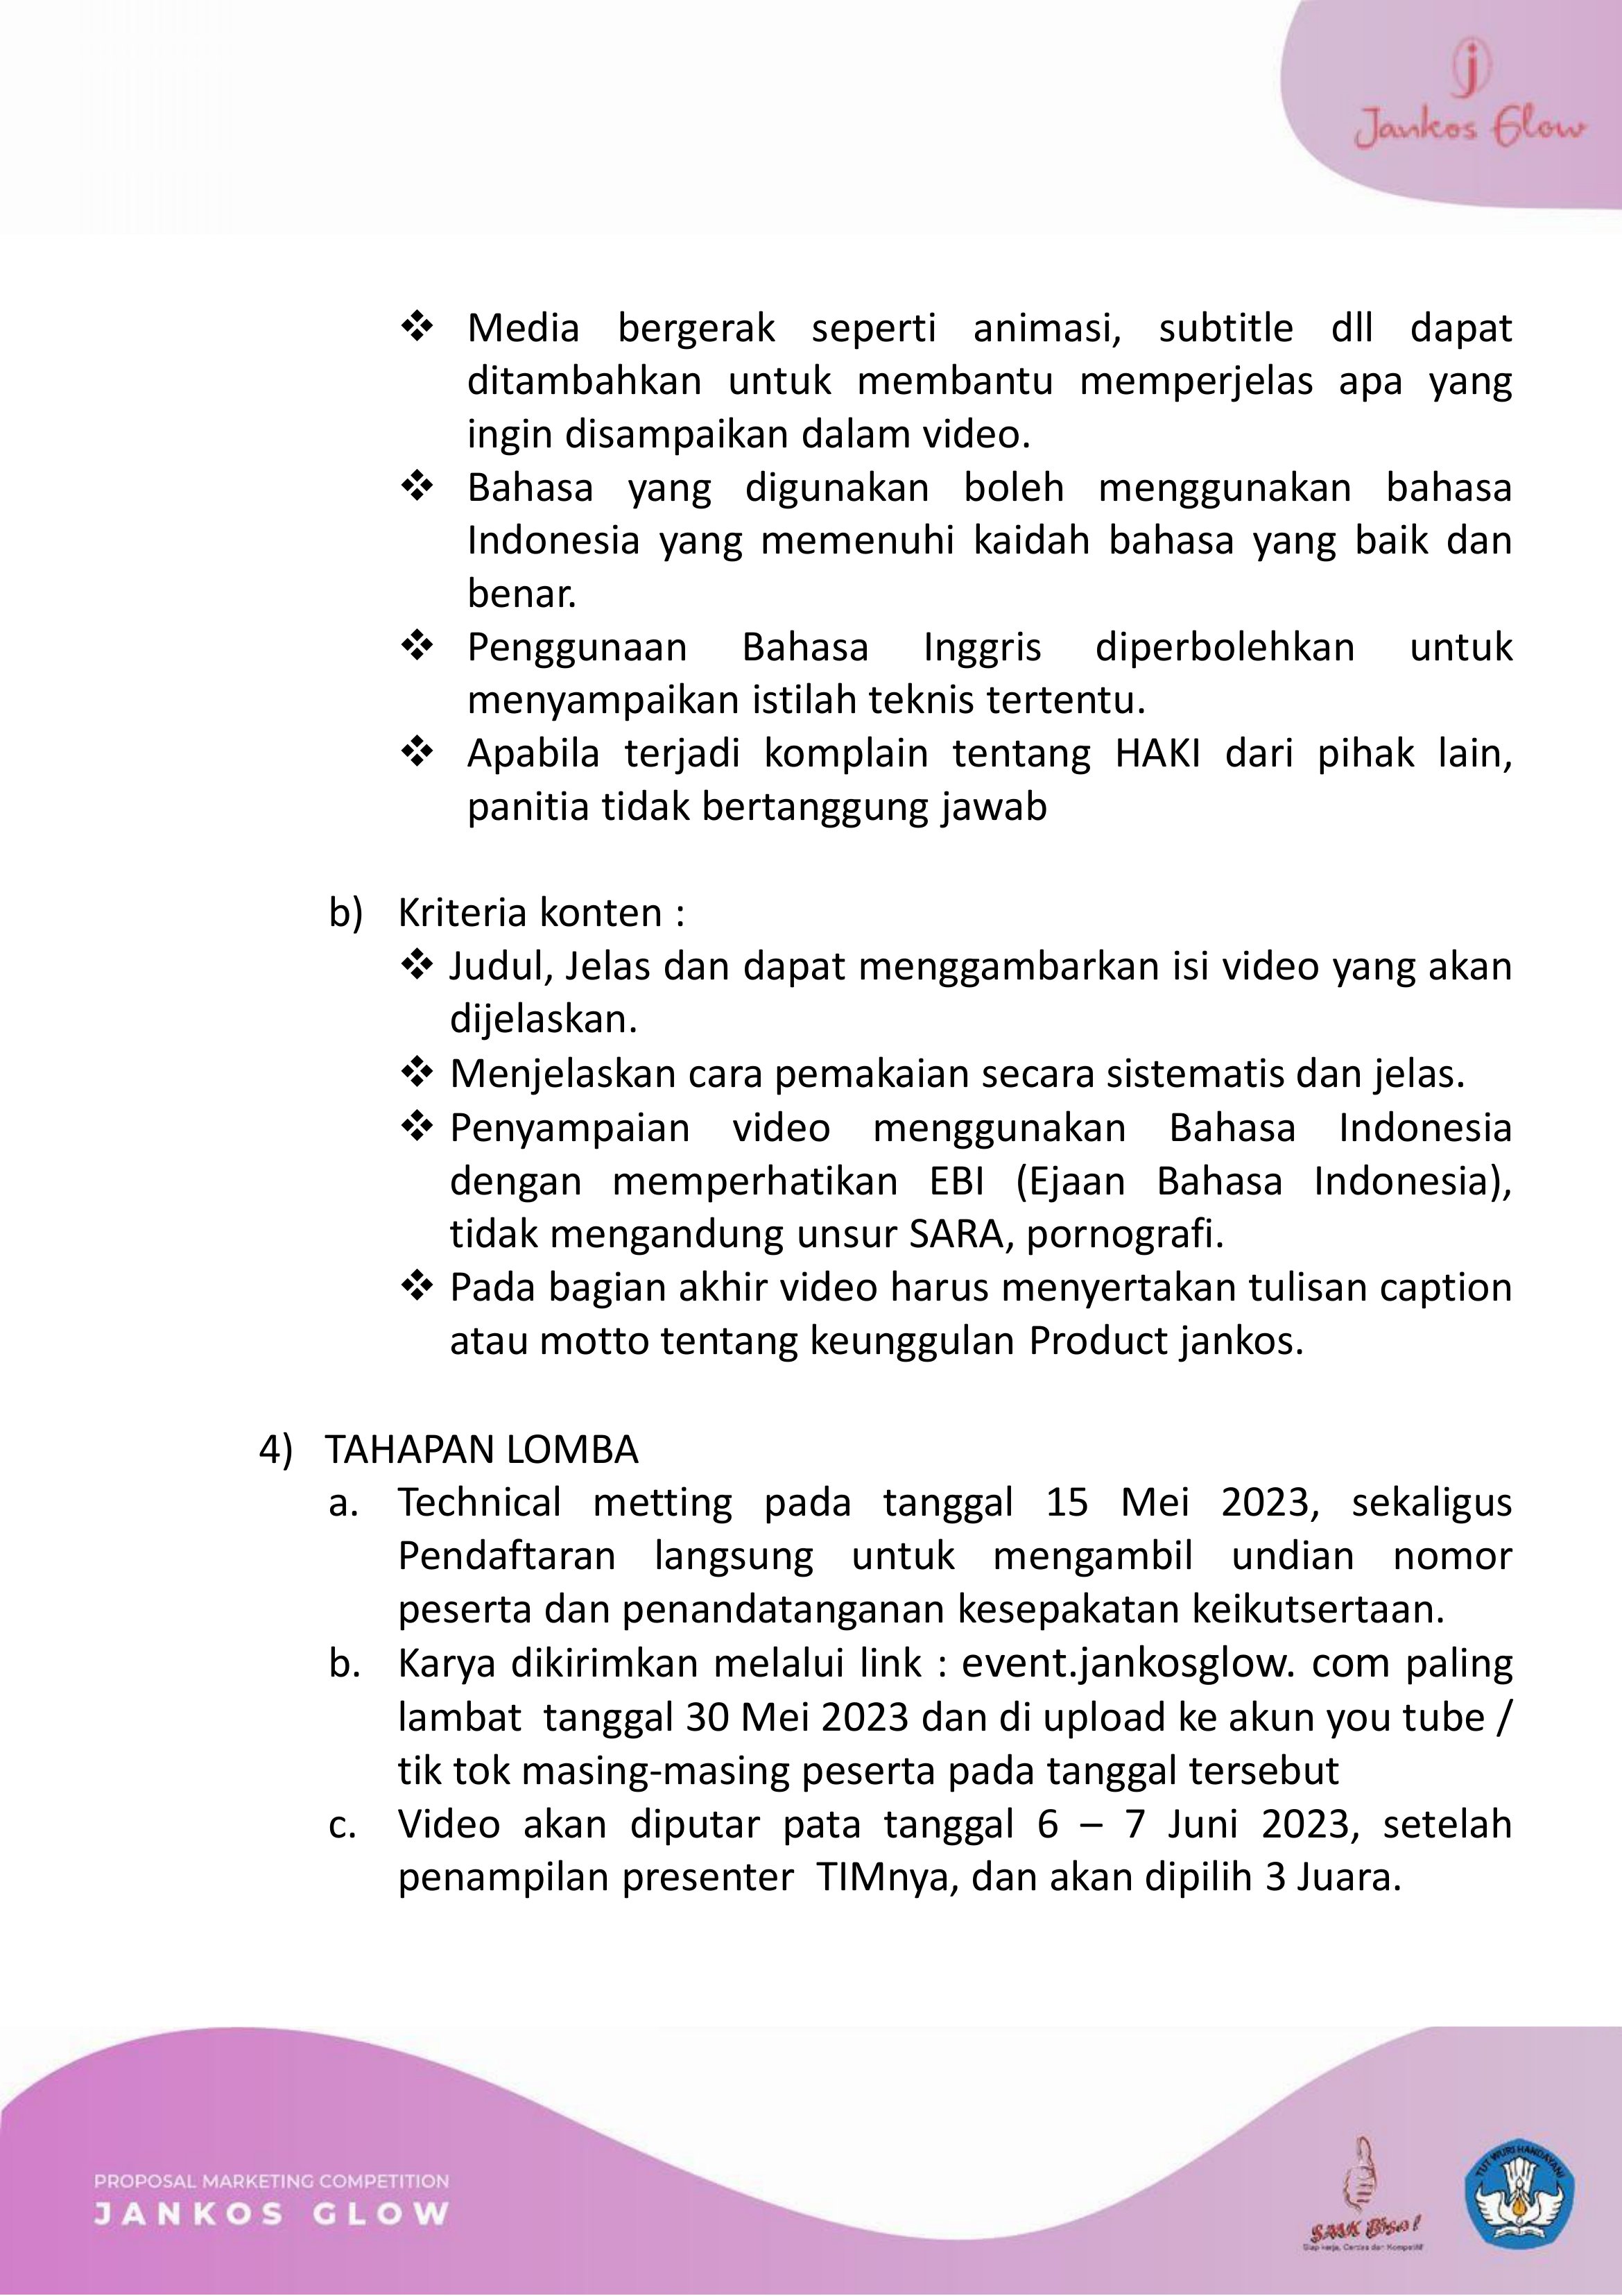 j
Jankos Glow
❖ Media bergerak seperti animasi, subtitle dll dapat
ditambahkan untuk membantu memperjelas apa yang
ingin disampaikan dalam video.
❖ Bahasa yang digunakan boleh menggunakan bahasa
Indonesia yang memenuhi kaidah bahasa yang baik dan
benar.
❖ Penggunaan Bahasa Inggris diperbolehkan untuk
menyampaikan istilah teknis tertentu.
❖ Apabila terjadi komplain tentang HAKI dari pihak lain,
panitia tidak bertanggung jawab
b) Kriteria konten :
❖ Judul, Jelas dan dapat menggambarkan isi video yang akan
dijelaskan.
❖ Menjelaskan cara pemakaian secara sistematis dan jelas.
❖ Penyampaian video menggunakan Bahasa Indonesia
dengan memperhatikan EBI (Ejaan Bahasa Indonesia),
tidak mengandung unsur SARA, pornografi.
❖ Pada bagian akhir video harus menyertakan tulisan caption
atau motto tentang keunggulan Product jankos.
4) TAHAPAN LOMBA
a. Technical metting pada tanggal 15 Mei 2023, sekaligus
Pendaftaran langsung untuk mengambil undian nomor
peserta dan penandatanganan kesepakatan keikutsertaan.
b. Karya dikirimkan melalui link : event.jankosglow. com paling
lambat tanggal 30 Mei 2023 dan di upload ke akun you tube /
tik tok masing-masing peserta pada tanggal tersebut
c. Video akan diputar pata tanggal 6 – 7 Juni 2023, setelah
penampilan presenter TIMnya, dan akan dipilih 3 Juara.
PROPOSAL MARKETING COMPETITION
JANKOS GLOW
SMK Bisa!
Siap kerja, Cerdas dan Kompetitif
TUT WURI HANDAYANI